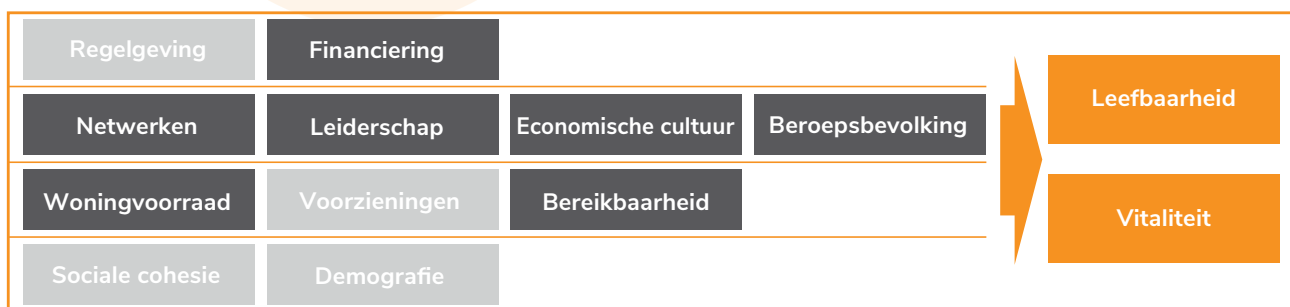 Regelgeving
Financiering
Netwerken
Leiderschap
Economische cultuur
Beroepsbevolking
Woningvoorraad
Voorzieningen
Bereikbaarheid
Sociale cohesie
Demografie
Leefbaarheid
Vitaliteit